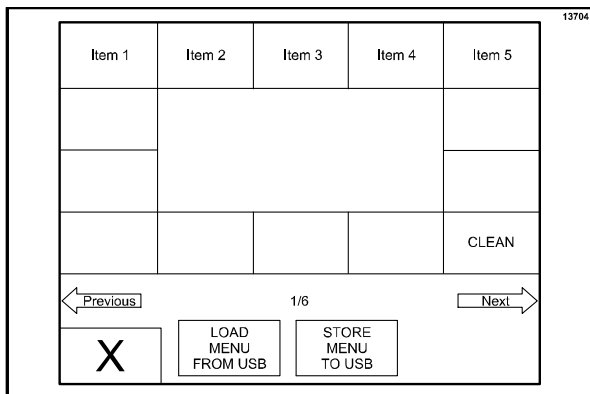 13704
Item 1 Item 2 Item 3 Item 4 Item 5
CLEAN
Previous 1/6 Next
X
LOAD
MENU
FROM USB
STORE
MENU
TO USB